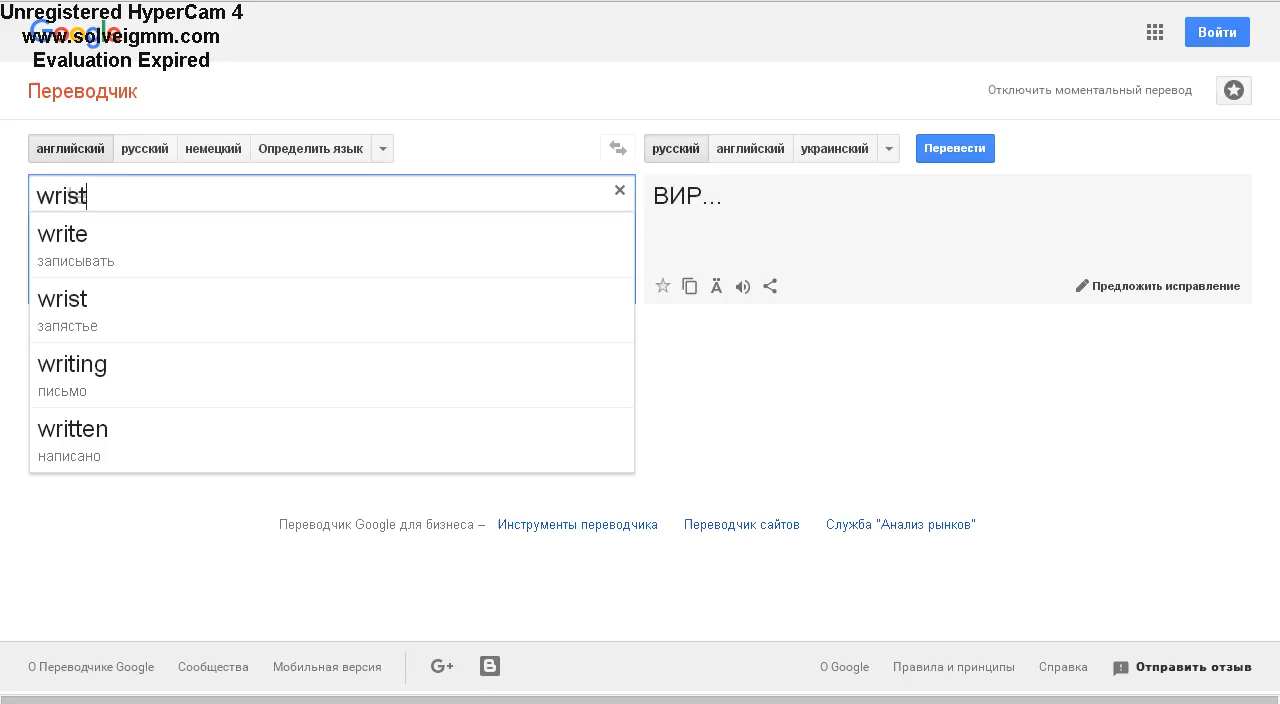 Unregistered HyperCam 4
Google
www.solveigmm.com
Evaluation Expired
Войти
Переводчик
Отключить моментальный перевод
английский русский немецкий Определить язык
русский английский украинский Перевести
wrist
ВИР...
write
записывать
wrist
запястье
writing
письмо
written
написано
Ä
Предложить исправление
Переводчик Google для бизнеса – Инструменты переводчика Переводчик сайтов Служба "Анализ рынков"
О Переводчике Google Сообщества Мобильная версия G+ B О Google Правила и принципы Справка Отправить отзыв